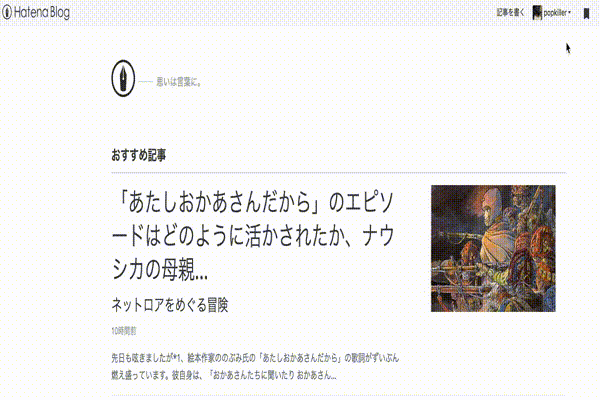 Hatena Blog
記事を書く popkiller
思いは言葉に。
おすすめ記事
「あたしおかあさんだから」のエピソ
ードはどのように活かされたか、ナウ
シカの母親...
ネットロアをめぐる冒険
10時間前
先日も呟きましたが*1、絵本作家ののぶみ氏の「あたしおかあさんだから」の歌詞がずいぶん
燃え盛っています。彼自身は、「おかあさんたちに聞いたり おかあさん...